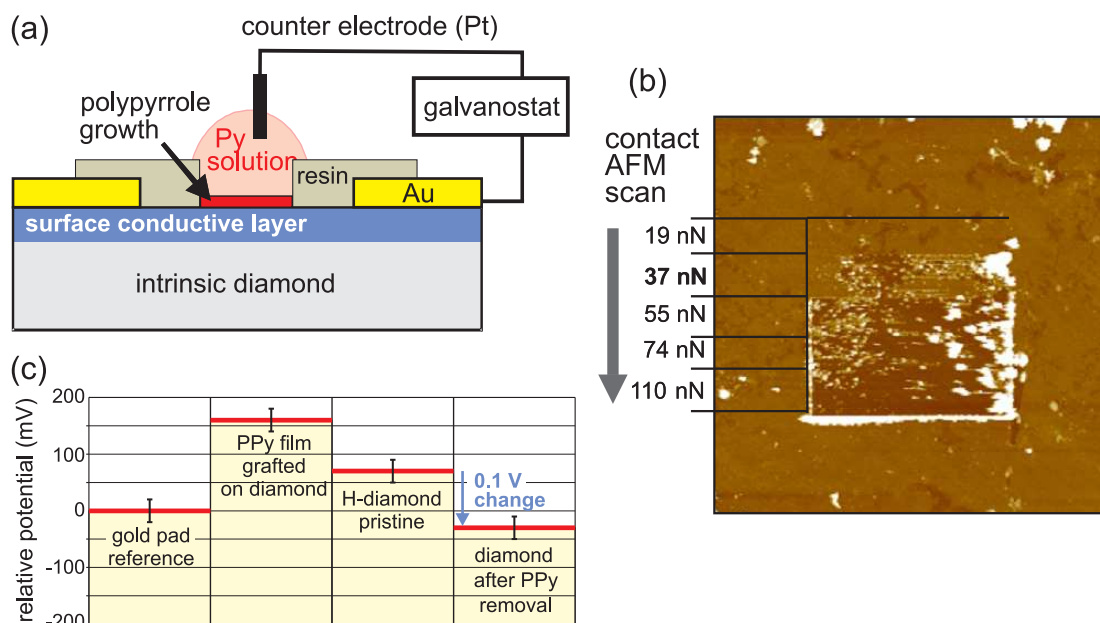 (a)
counter electrode (Pt)
polypyrrole
growth
Py
solution
galvanostat
resin
Au
surface conductive layer
intrinsic diamond
(b)
contact
AFM
scan
19 nN
37 nN
55 nN
74 nN
110 nN
(c)
relative potential (mV)
200
100
0
-100
-200
gold pad
reference
PPy film
grafted
on diamond
H-diamond
pristine
0.1 V
change
diamond
after PPy
removal